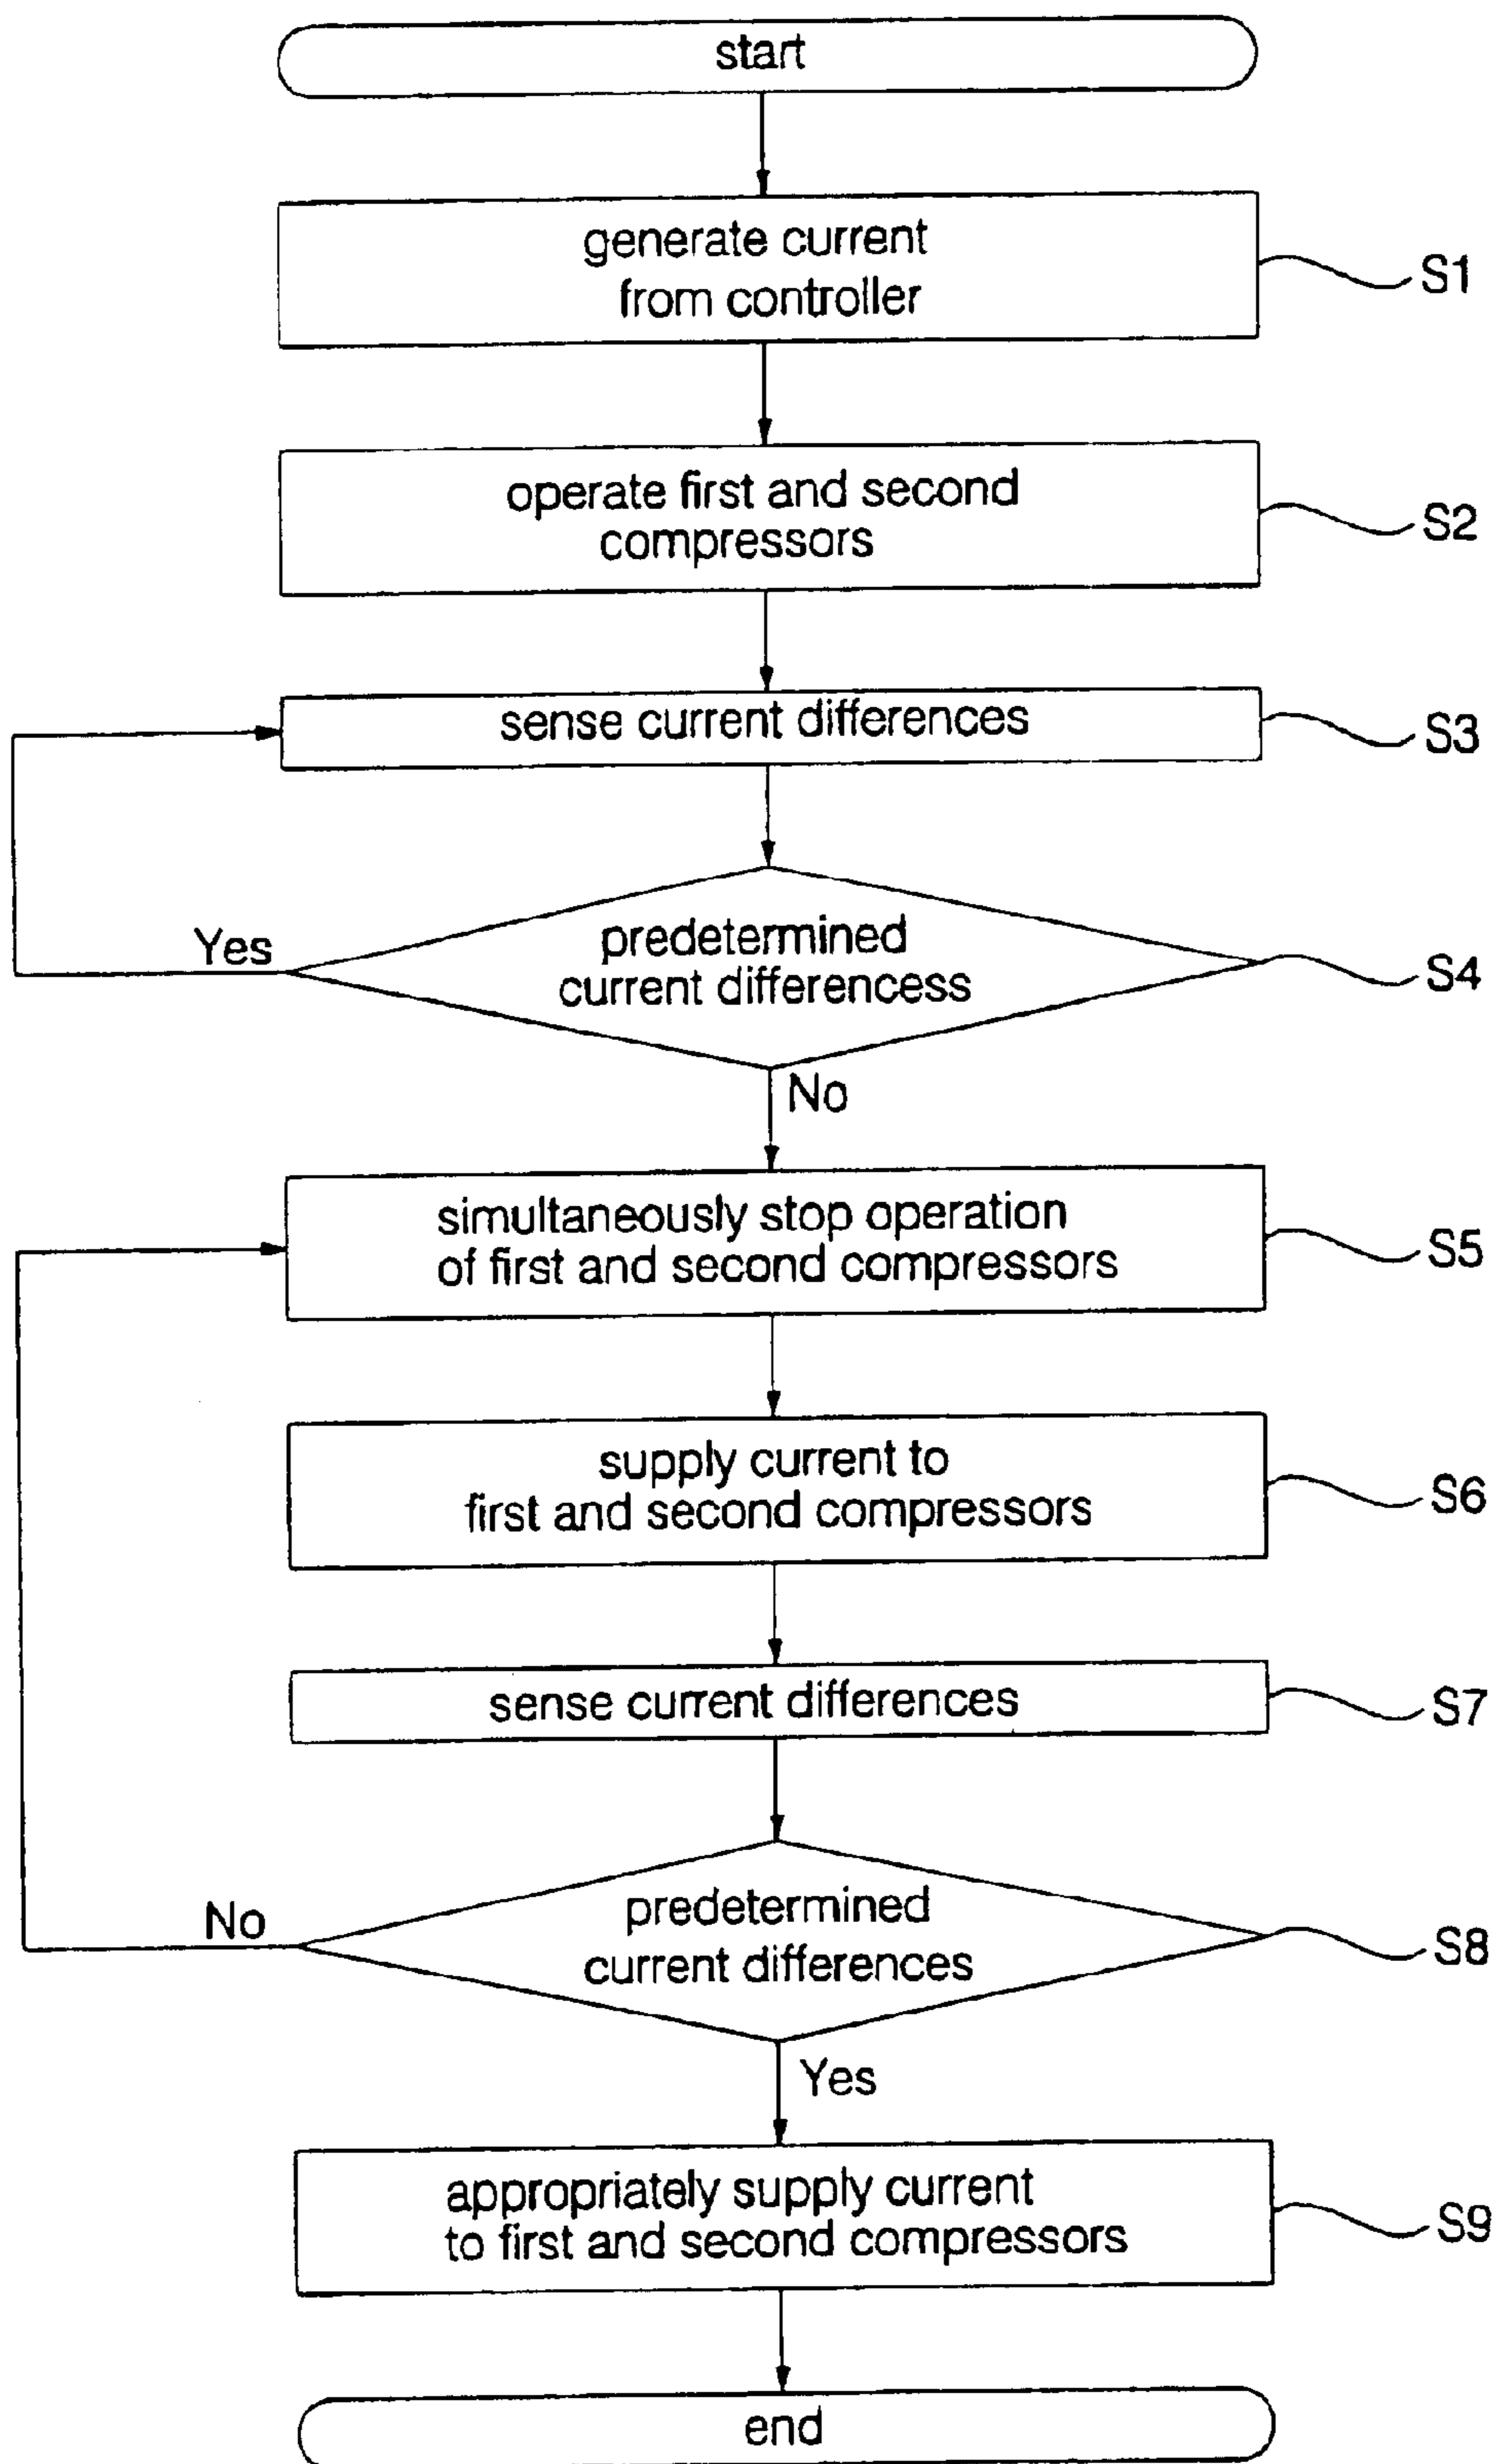 start
generate current
from controller
S1
operate first and second
compressors
S2
sense current differences
S3
predetermined
current differencess
Yes
S4
No
simultaneously stop operation
of first and second compressors
S5
supply current to
first and second compressors
S6
sense current differences
S7
predetermined
current differences
No
S8
Yes
appropriately supply current
to first and second compressors
S9
end